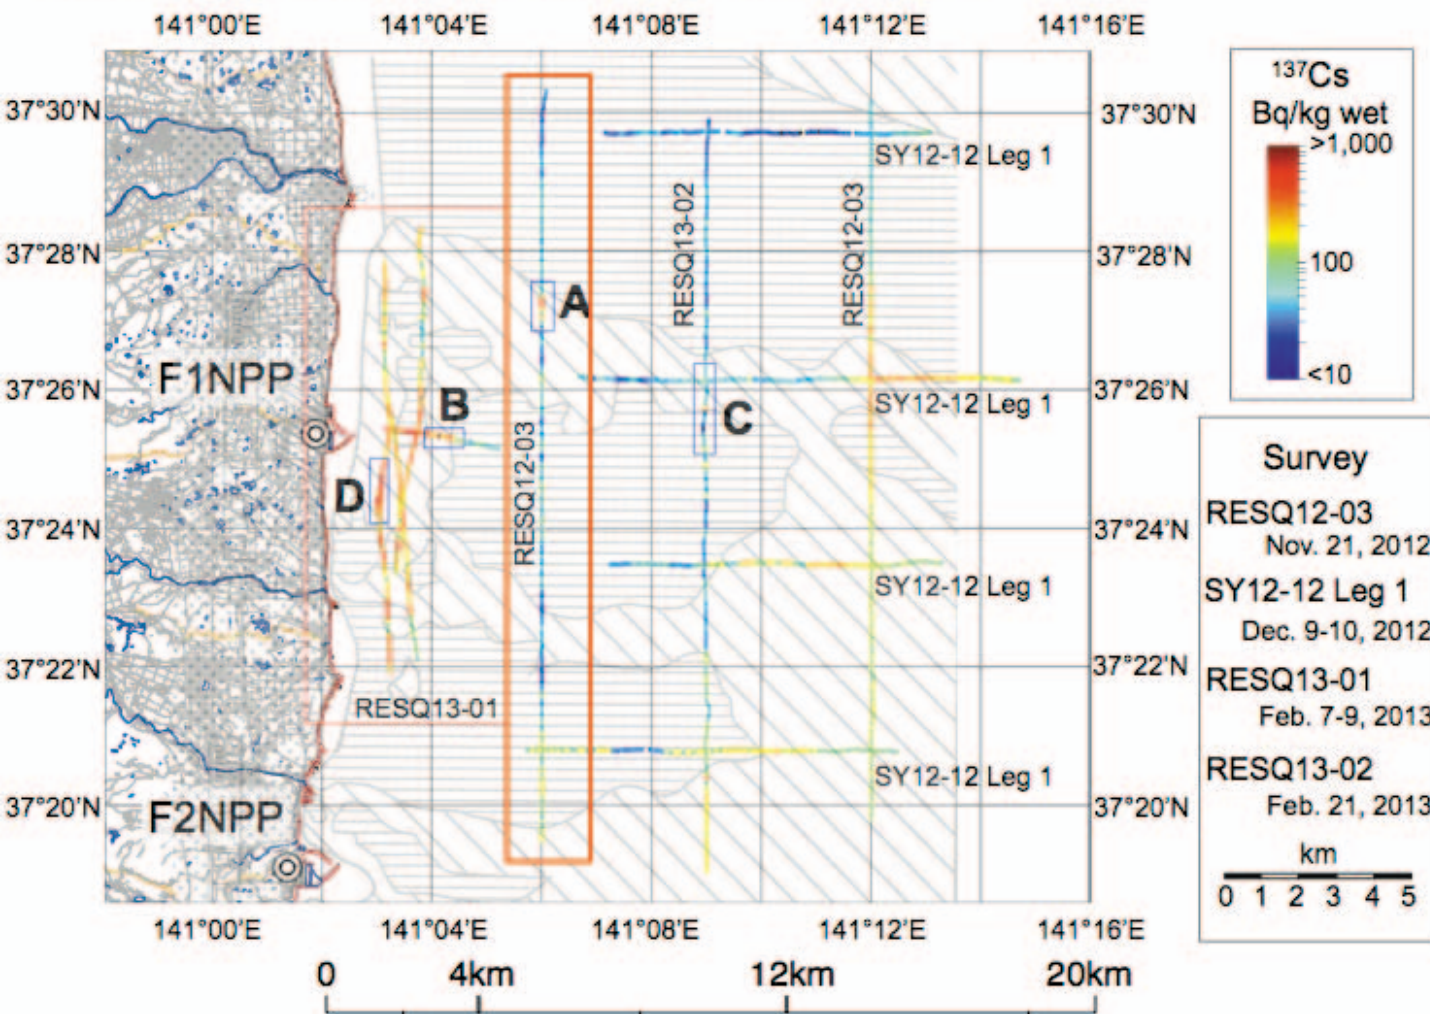 141°00'E 141°04'E 141°08'E 141°12'E 141°16'E
37°30'N
37°28'N
37°26'N
37°24'N
37°22'N
37°20'N
F1NPP
F2NPP
A
B
C
D
RESQ12-03
RESQ13-02
RESQ12-03
RESQ13-01
SY12-12 Leg 1
SY12-12 Leg 1
SY12-12 Leg 1
SY12-12 Leg 1
37°30'N
37°28'N
37°26'N
37°24'N
37°22'N
37°20'N
141°00'E 141°04'E 141°08'E 141°12'E 141°16'E
0 4km 12km 20km
¹³⁷Cs
Bq/kg wet
>1,000
100
<10
Survey
RESQ12-03
Nov. 21, 2012
SY12-12 Leg 1
Dec. 9-10, 2012
RESQ13-01
Feb. 7-9, 2013
RESQ13-02
Feb. 21, 2013
km
0 1 2 3 4 5